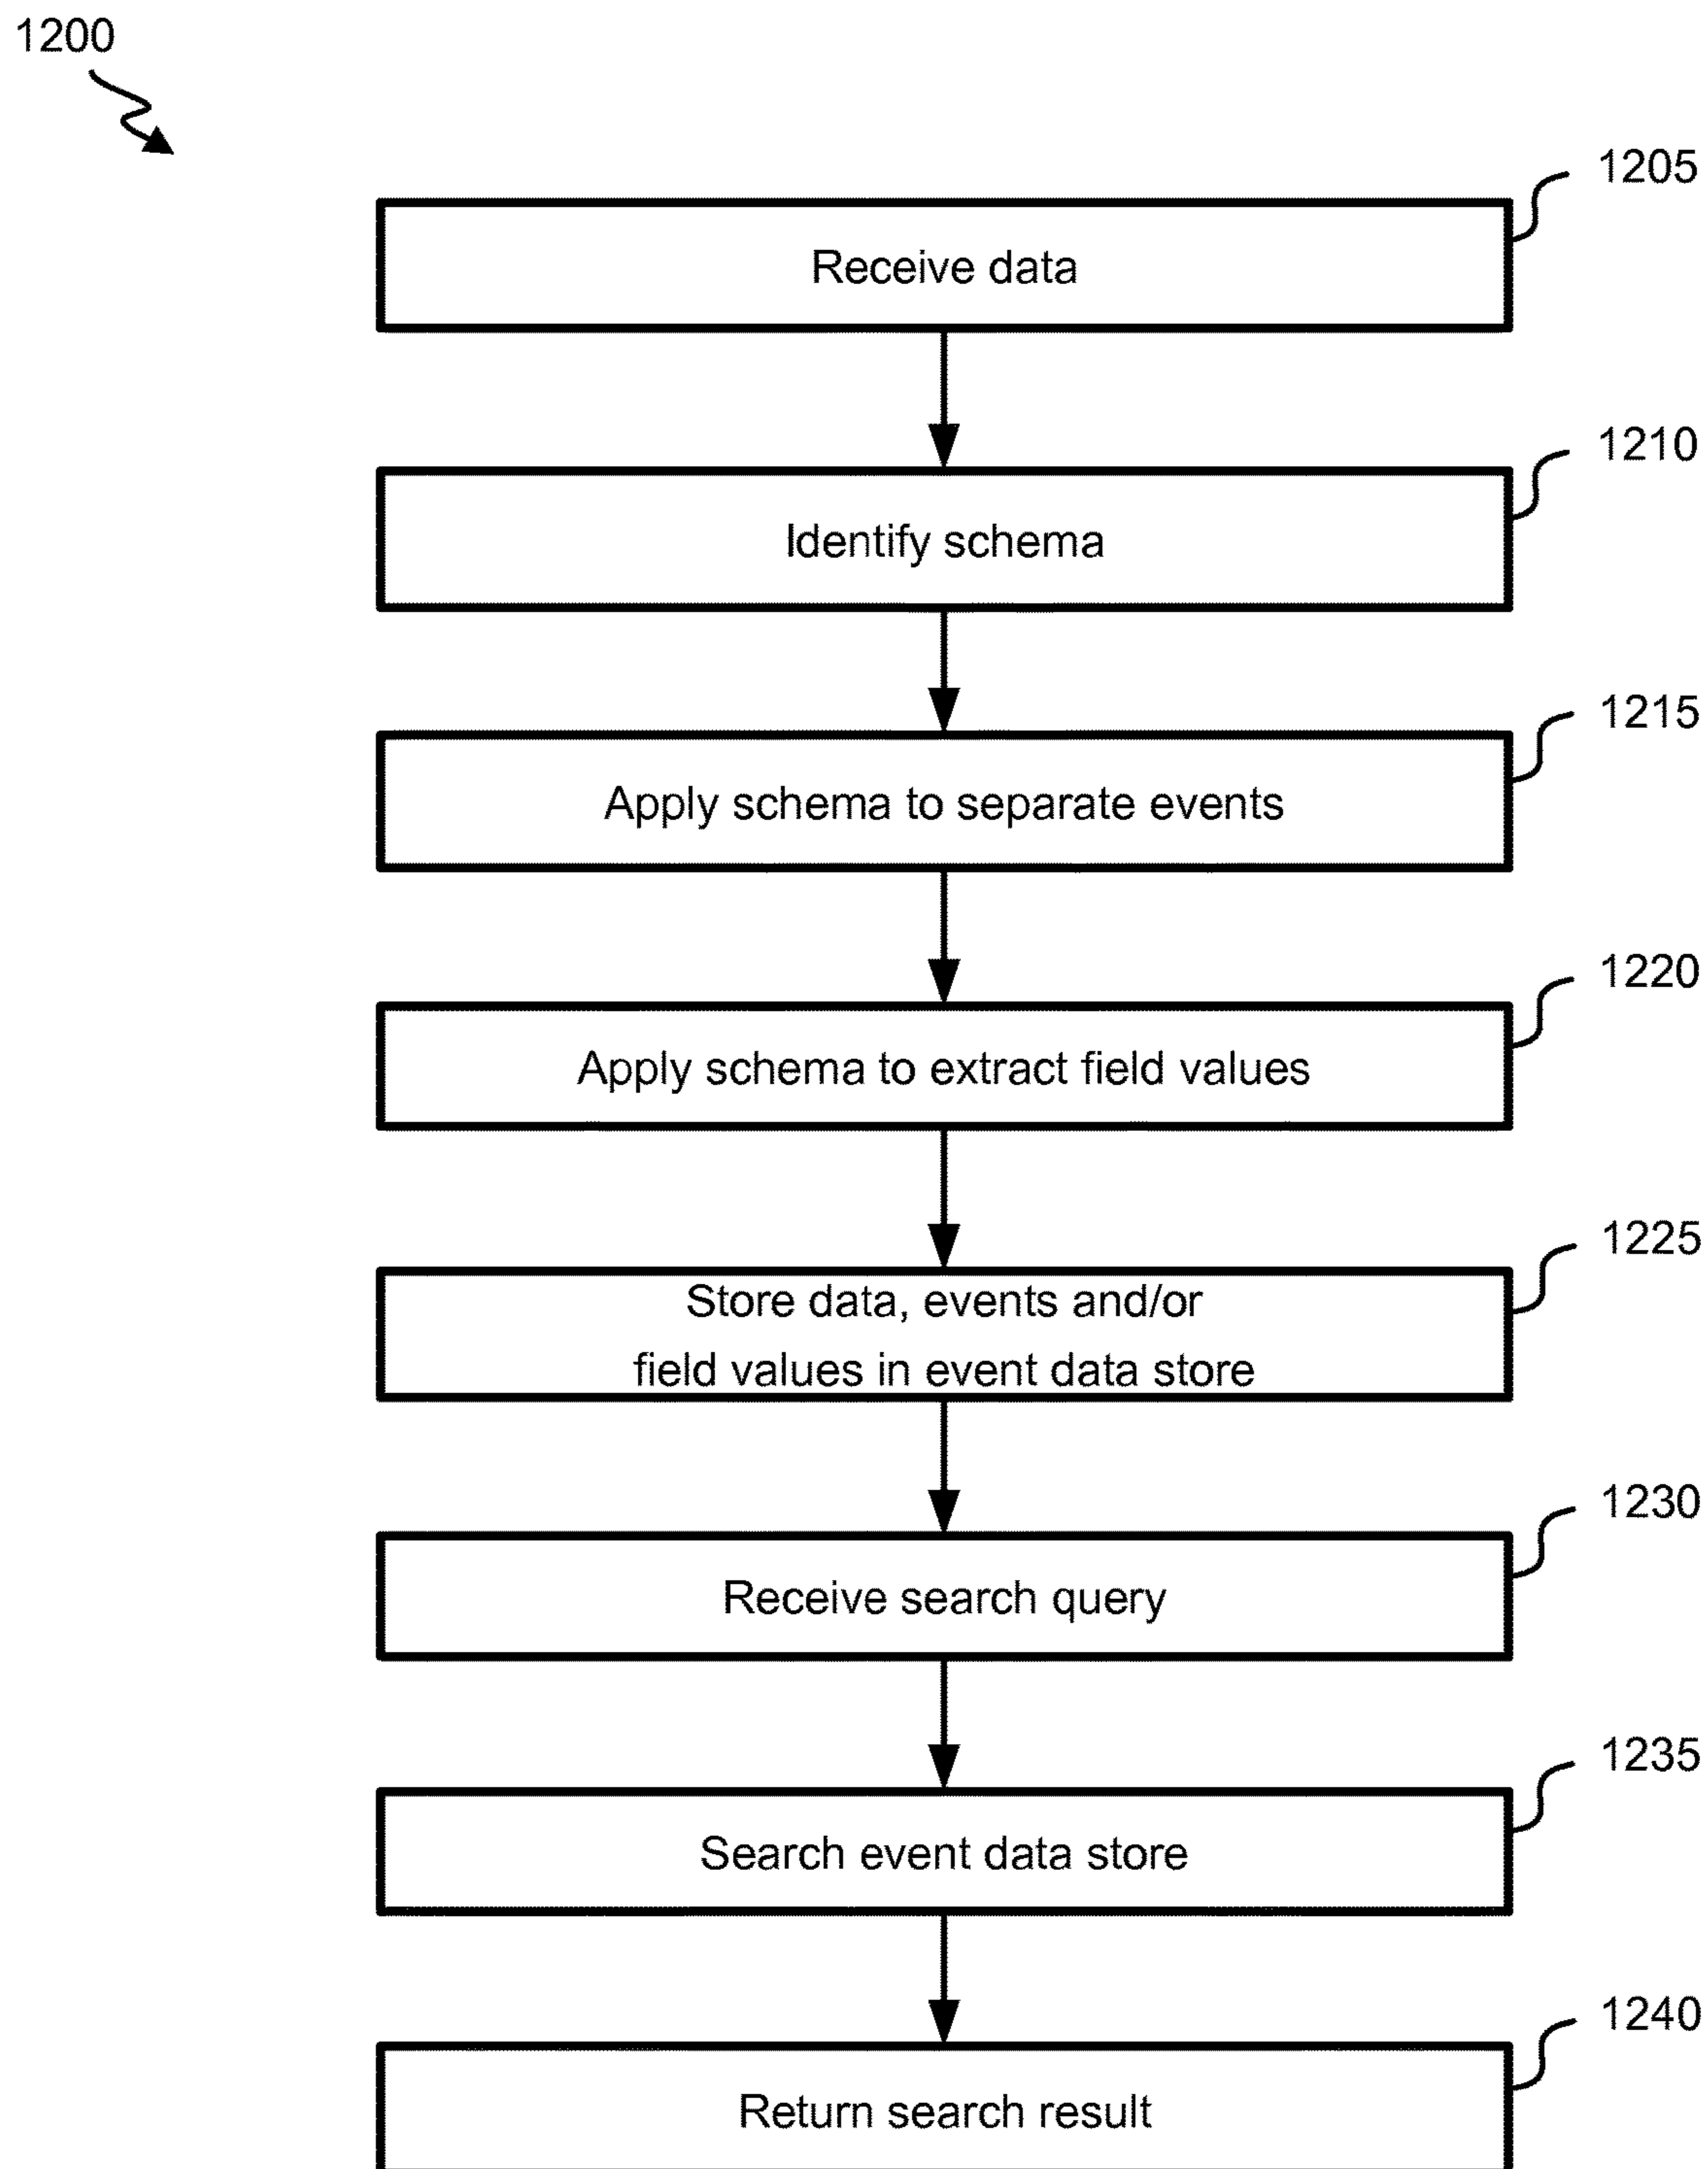 1200
1205
Receive data
1210
Identify schema
1215
Apply schema to separate events
1220
Apply schema to extract field values
1225
Store data, events and/or
field values in event data store
1230
Receive search query
1235
Search event data store
1240
Return search result